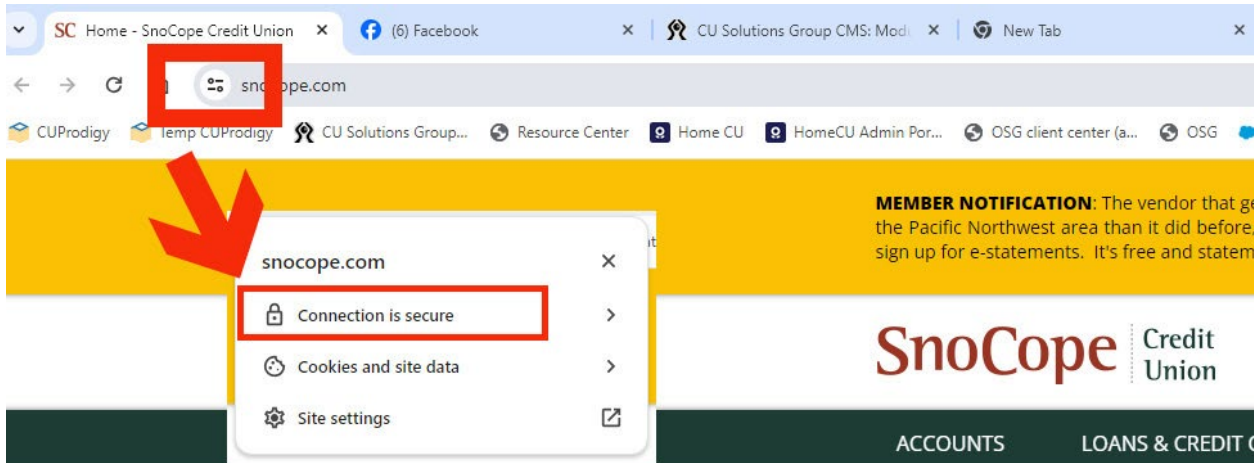 SC Home - SnoCope Credit Union
(6) Facebook
CU Solutions Group CMS: Mod
New Tab
snocope.com
CUProdigy
Temp CUProdigy
CU Solutions Group...
Resource Center
Home CU
HomeCU Admin Por...
OSG client center (a...
OSG
MEMBER NOTIFICATION: The vendor that ge
the Pacific Northwest area than it did before,
sign up for e-statements. It's free and statem
snocope.com
Connection is secure
Cookies and site data
Site settings
SnoCope
Credit
Union
ACCOUNTS
LOANS & CREDIT